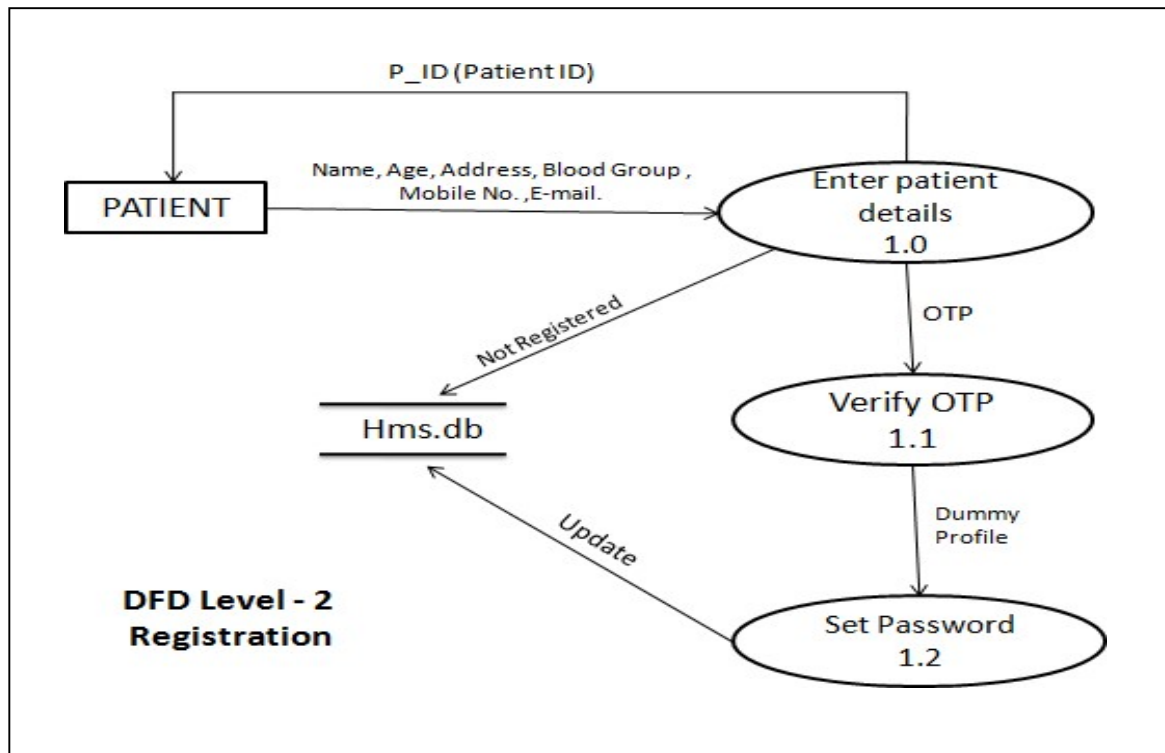 P_ID (Patient ID)
Name, Age, Address, Blood Group ,
Mobile No. ,E-mail.
PATIENT
Enter patient
details
1.0
Not Registered
OTP
Verify OTP
1.1
Hms.db
Dummy
Profile
Update
DFD Level - 2
Registration
Set Password
1.2